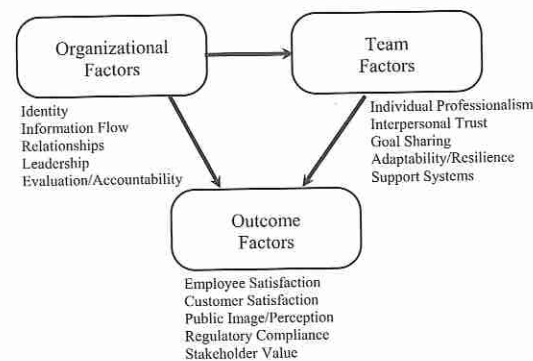 Organizational
Factors
Team
Factors
Identity
Information Flow
Relationships
Leadership
Evaluation/Accountability
Individual Professionalism
Interpersonal Trust
Goal Sharing
Adaptability/Resilience
Support Systems
Outcome
Factors
Employee Satisfaction
Customer Satisfaction
Public Image/Perception
Regulatory Compliance
Stakeholder Value